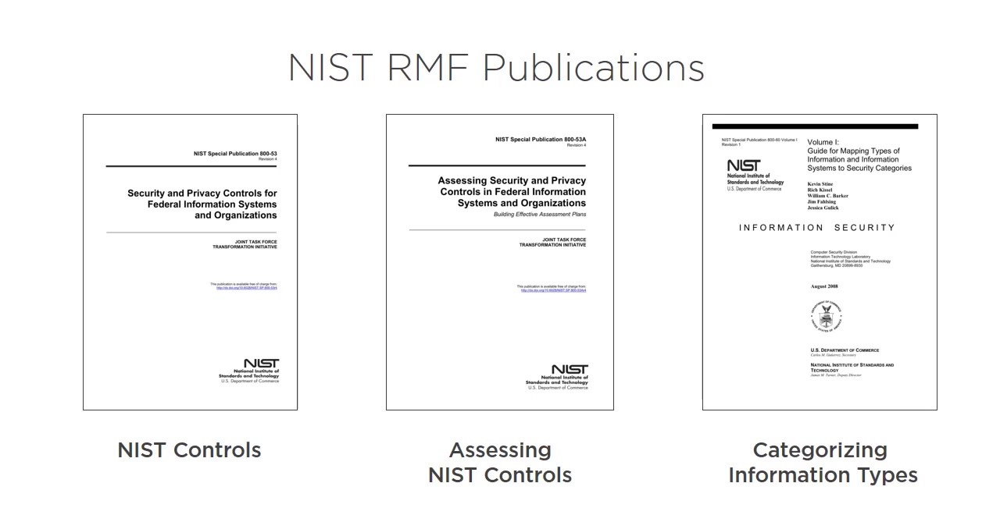 NIST RMF Publications
NIST Special Publication 800-53
Revision 4
Security and Privacy Controls for
Federal Information Systems
and Organizations
JOINT TASK FORCE
TRANSFORMATION INITIATIVE
This publication is available free of charge from:
http://dx.doi.org/10.6028/NIST.SP.800-53r4
NIST
National Institute of
Standards and Technology
U.S. Department of Commerce
NIST Controls
NIST Special Publication 800-53A
Revision 4
Assessing Security and Privacy
Controls in Federal Information
Systems and Organizations
Building Effective Assessment Plans
JOINT TASK FORCE
TRANSFORMATION INITIATIVE
This publication is available free of charge from:
http://dx.doi.org/10.6028/NIST.SP.800-53Ar4
NIST
National Institute of
Standards and Technology
U.S. Department of Commerce
Assessing
NIST Controls
NIST Special Publication 800-60 Volume I
Revision 1
Volume I:
Guide for Mapping Types of
Information and Information
Systems to Security Categories
NIST
National Institute of
Standards and Technology
U.S. Department of Commerce
Kevin Stine
Rich Kissel
William C. Barker
Jim Fahlsing
Jessica Gulick
INFORMATION SECURITY
Computer Security Division
Information Technology Laboratory
National Institute of Standards and Technology
Gaithersburg, MD 20899-8930
August 2008
DEPARTMENT OF COMMERCE
UNITED STATES OF AMERICA
U.S. DEPARTMENT OF COMMERCE
Carlos M. Gutierrez, Secretary
NATIONAL INSTITUTE OF STANDARDS AND
TECHNOLOGY
James M. Turner, Deputy Director
Categorizing
Information Types